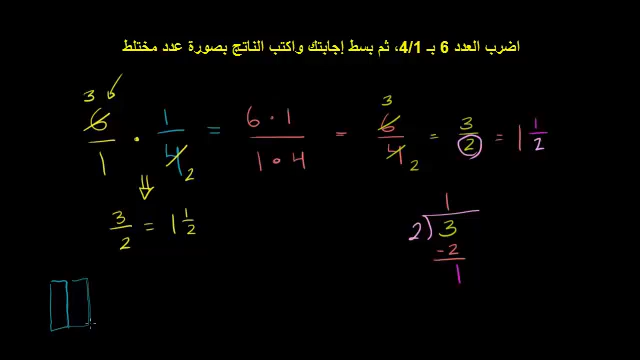 اضرب العدد 6 بـ 4/1، ثم بسط إجابتك واكتب الناتج بصورة عدد مختلط
3
6/1 · 1/4 2 = 6 · 1/1 · 4 = 3 6/4 2 = 3/2 = 1 1/2
3/2 = 1 1/2
1
2) 3
-2
1